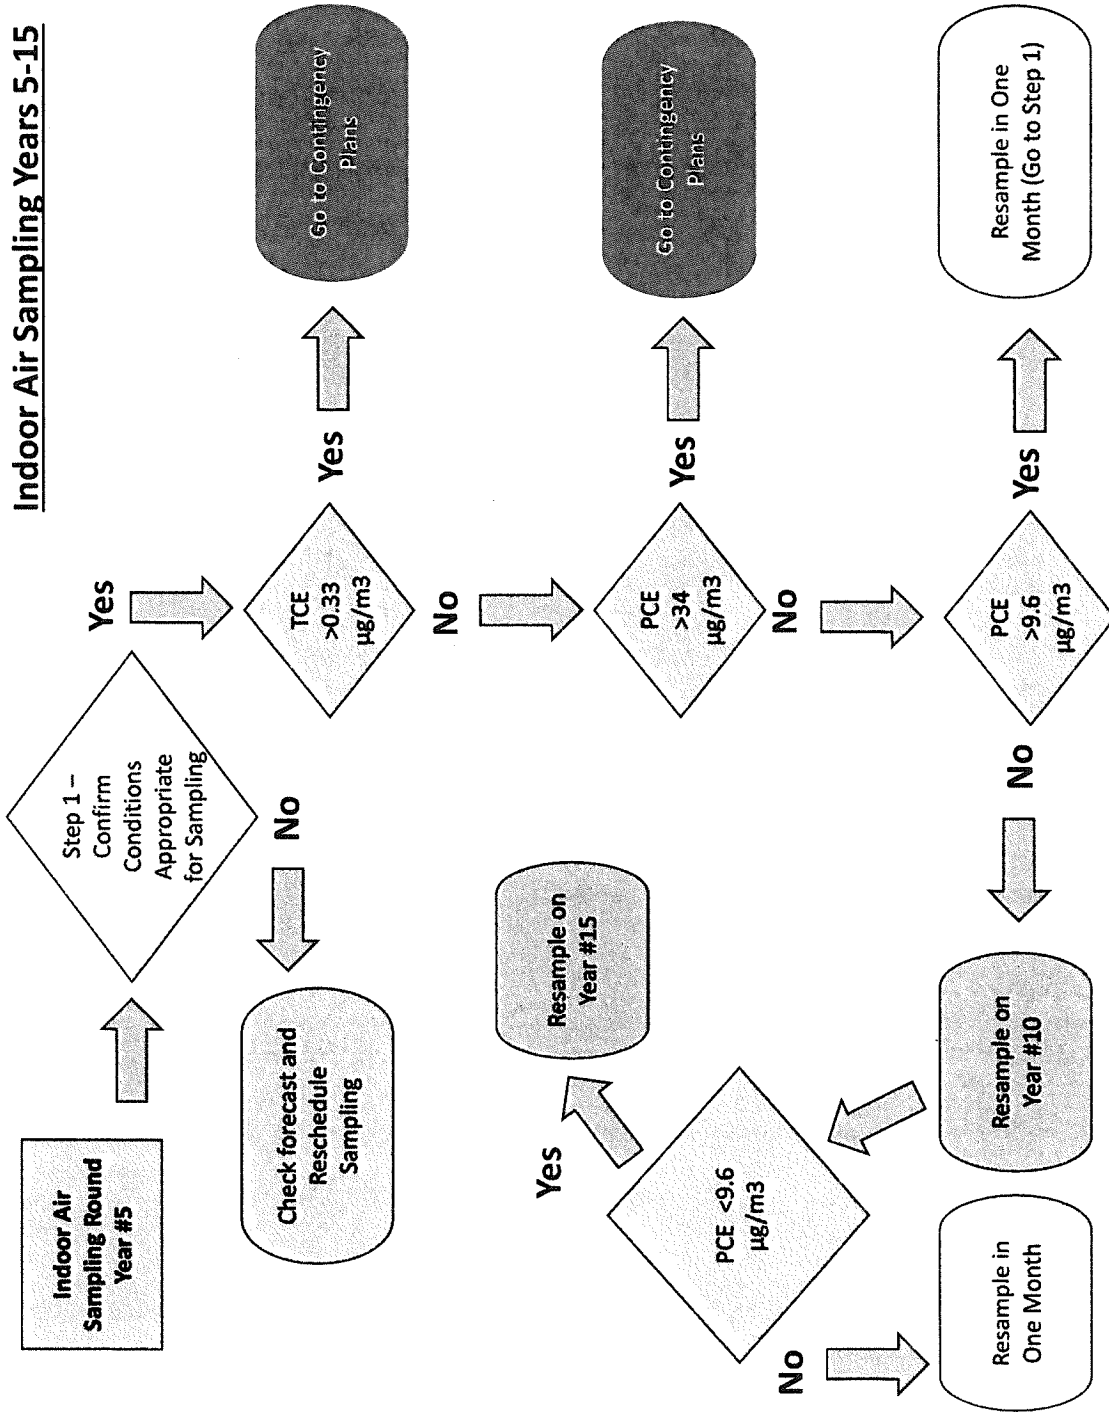 Indoor Air Sampling Years 5-15
Indoor Air
Sampling Round
Year #5
Step 1 –
Confirm
Conditions
Appropriate
for Sampling
Yes
No
Check forecast and
Reschedule
Sampling
TCE
>0.33
µg/m3
Yes
Go to Contingency
Plans
No
PCE
>34
µg/m3
Yes
Go to Contingency
Plans
No
PCE
>9.6
µg/m3
Yes
Resample in One
Month (Go to Step 1)
No
Resample on
Year #10
PCE <9.6
µg/m3
Yes
Resample on
Year #15
No
Resample in
One Month